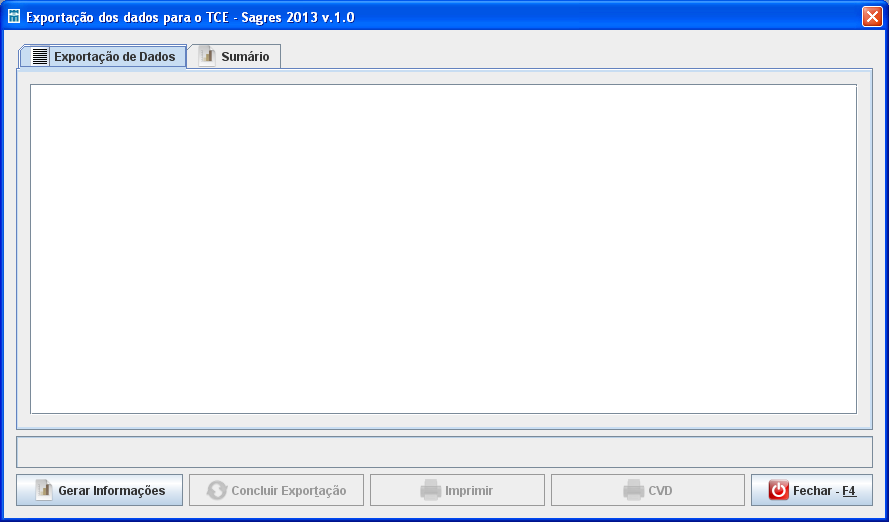 Exportação dos dados para o TCE - Sagres 2013 v.1.0
Exportação de Dados
Sumário
Gerar Informações
Concluir Exportação
Imprimir
CVD
Fechar - F4